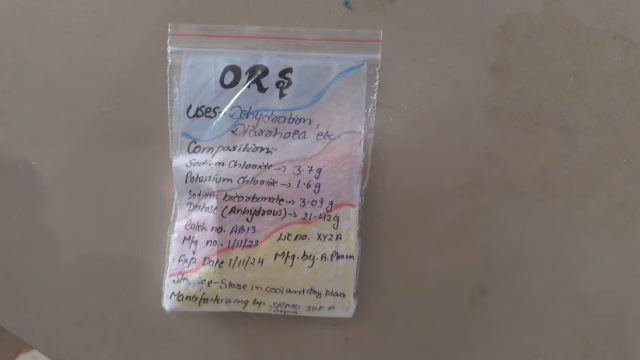 ORS
Uses- Dehydration,
Diarrhoea etc.
Composition:-
Sodium Chloride → 3.7g
Potassium Chloride → 1.6g
Sodium bicarbonate → 3.09g
Dextose (Anhydrous) → 21.42g
Batch no. AB13
Mfg no. 1/11/23 Lic no. XYZA
Exp Date 1/11/24 Mfg. by. B. Pharm
Store in cool and dry place
Manufacturing by: